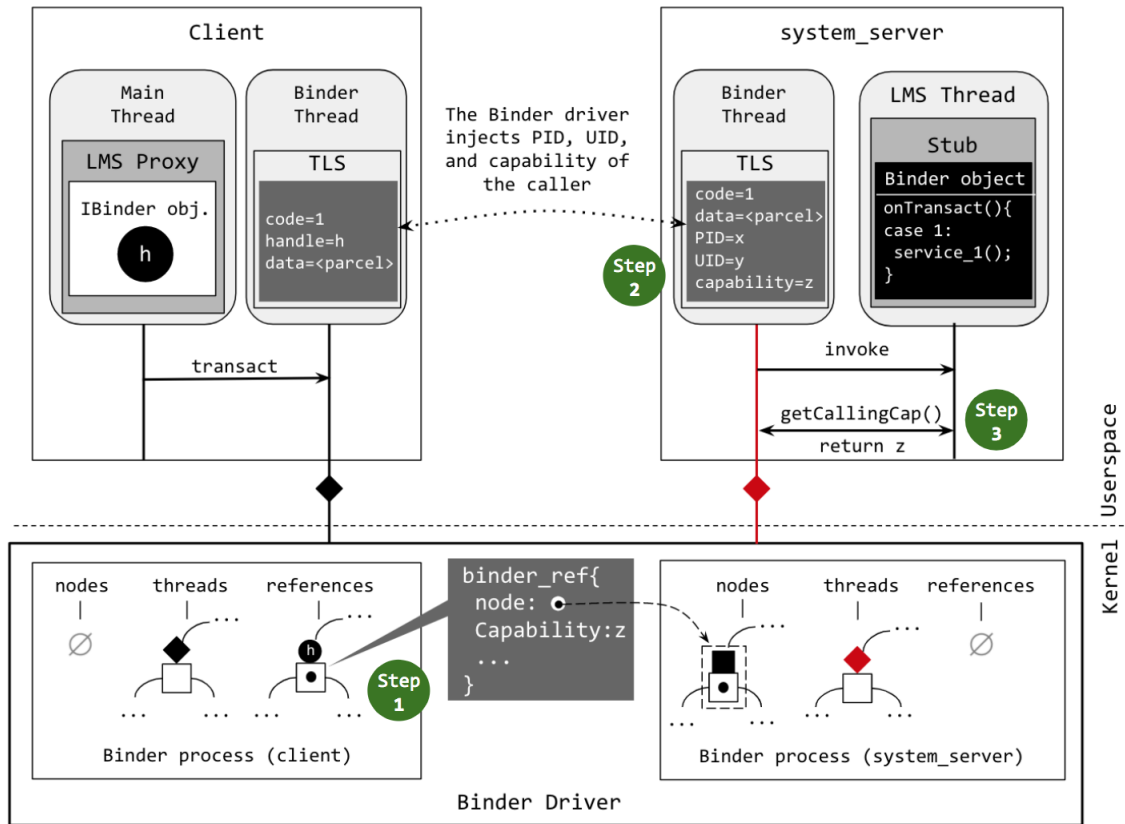 Client
Main
Thread
LMS Proxy
IBinder obj.
h
Binder
Thread
TLS
code=1
handle=h
data=<parcel>
The Binder driver
injects PID, UID,
and capability of
the caller
system_server
Binder
Thread
TLS
code=1
data=<parcel>
PID=x
UID=y
capability=z
Step
2
LMS Thread
Stub
Binder object
onTransact(){
case 1:
service_1();
}
transact
invoke
getCallingCap()
return z
Step
3
Userspace
Kernel
nodes
threads
references
∅
...
...
h
... ...
... ...
Step
1
Binder process (client)
binder_ref{
node:
Capability:z
...
}
nodes
threads
references
...
...
∅
... ...
... ...
Binder process (system_server)
Binder Driver